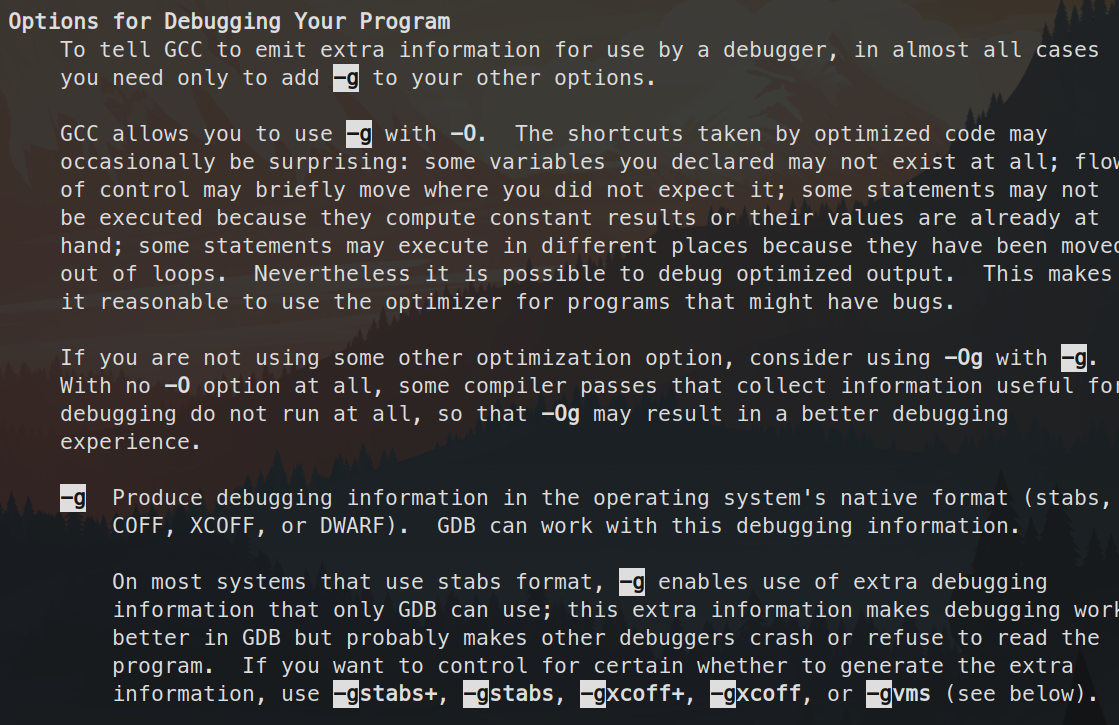 Options for Debugging Your Program
To tell GCC to emit extra information for use by a debugger, in almost all cases
you need only to add -g to your other options.
GCC allows you to use -g with -O.  The shortcuts taken by optimized code may
occasionally be surprising: some variables you declared may not exist at all; flow
of control may briefly move where you did not expect it; some statements may not
be executed because they compute constant results or their values are already at
hand; some statements may execute in different places because they have been moved
out of loops.  Nevertheless it is possible to debug optimized output.  This makes
it reasonable to use the optimizer for programs that might have bugs.
If you are not using some other optimization option, consider using -Og with -g.
With no -O option at all, some compiler passes that collect information useful for
debugging do not run at all, so that -Og may result in a better debugging
experience.
-g  Produce debugging information in the operating system's native format (stabs,
COFF, XCOFF, or DWARF).  GDB can work with this debugging information.
On most systems that use stabs format, -g enables use of extra debugging
information that only GDB can use; this extra information makes debugging work
better in GDB but probably makes other debuggers crash or refuse to read the
program.  If you want to control for certain whether to generate the extra
information, use -gstabs+, -gstabs, -gxcoff+, -gxcoff, or -gvms (see below).